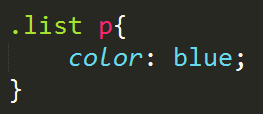 .list p{
    color: blue;
}